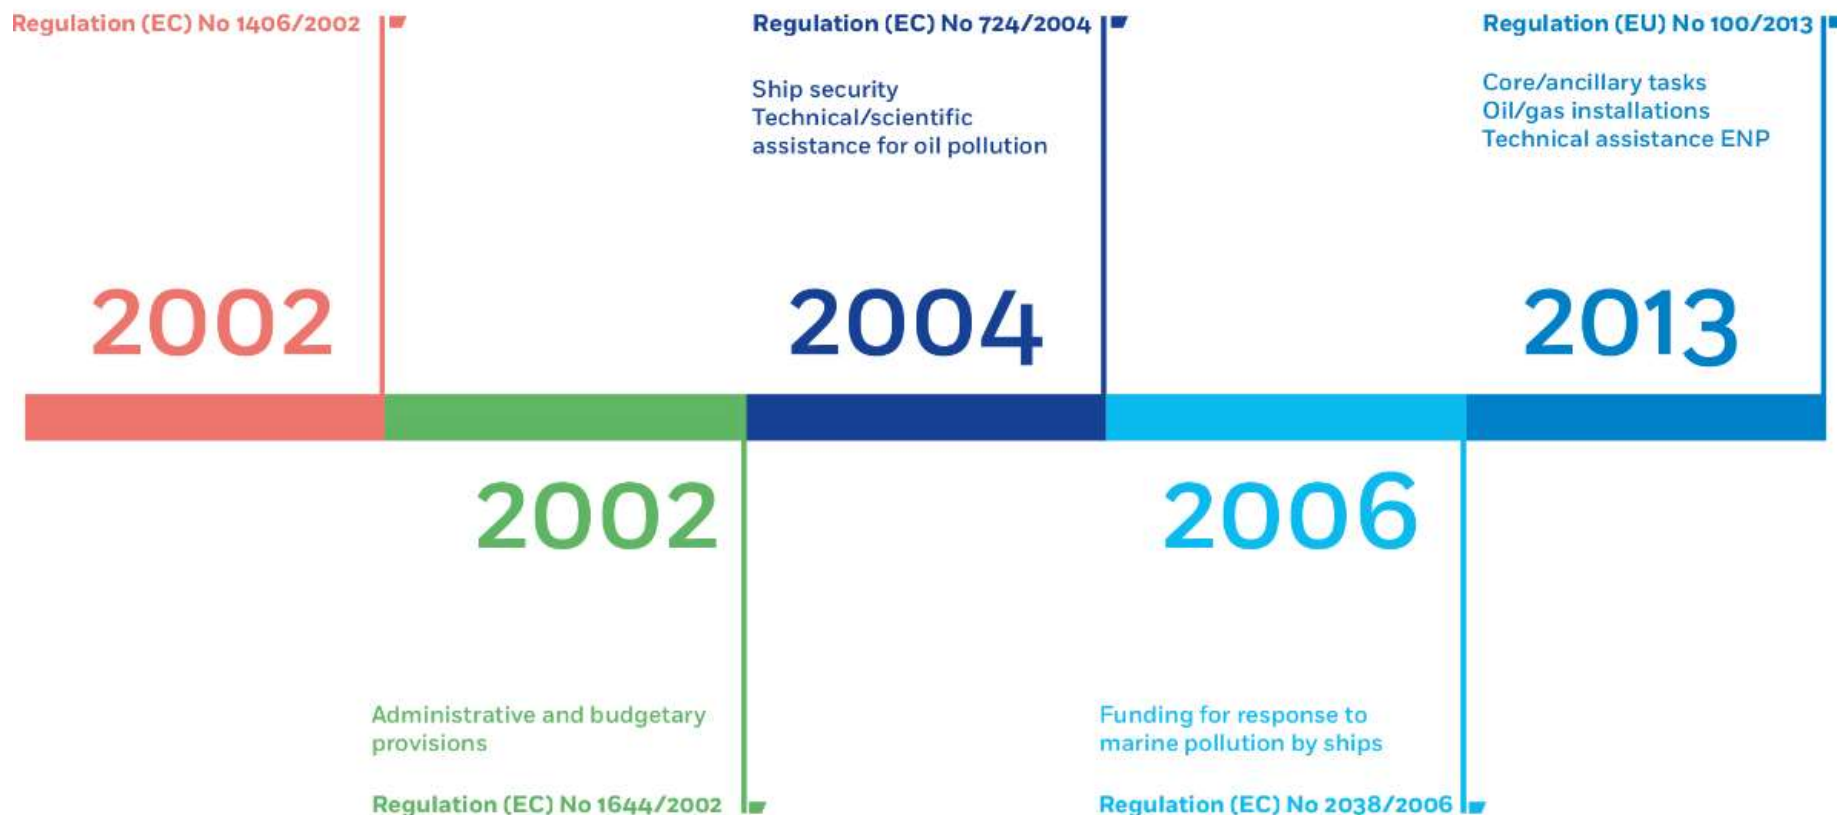 Regulation (EC) No 1406/2002
2002
Administrative and budgetary
provisions
Regulation (EC) No 1644/2002
2002
Regulation (EC) No 724/2004
Ship security
Technical/scientific
assistance for oil pollution
2004
2006
Funding for response to
marine pollution by ships
Regulation (EC) No 2038/2006
Regulation (EU) No 100/2013
Core/ancillary tasks
Oil/gas installations
Technical assistance ENP
2013